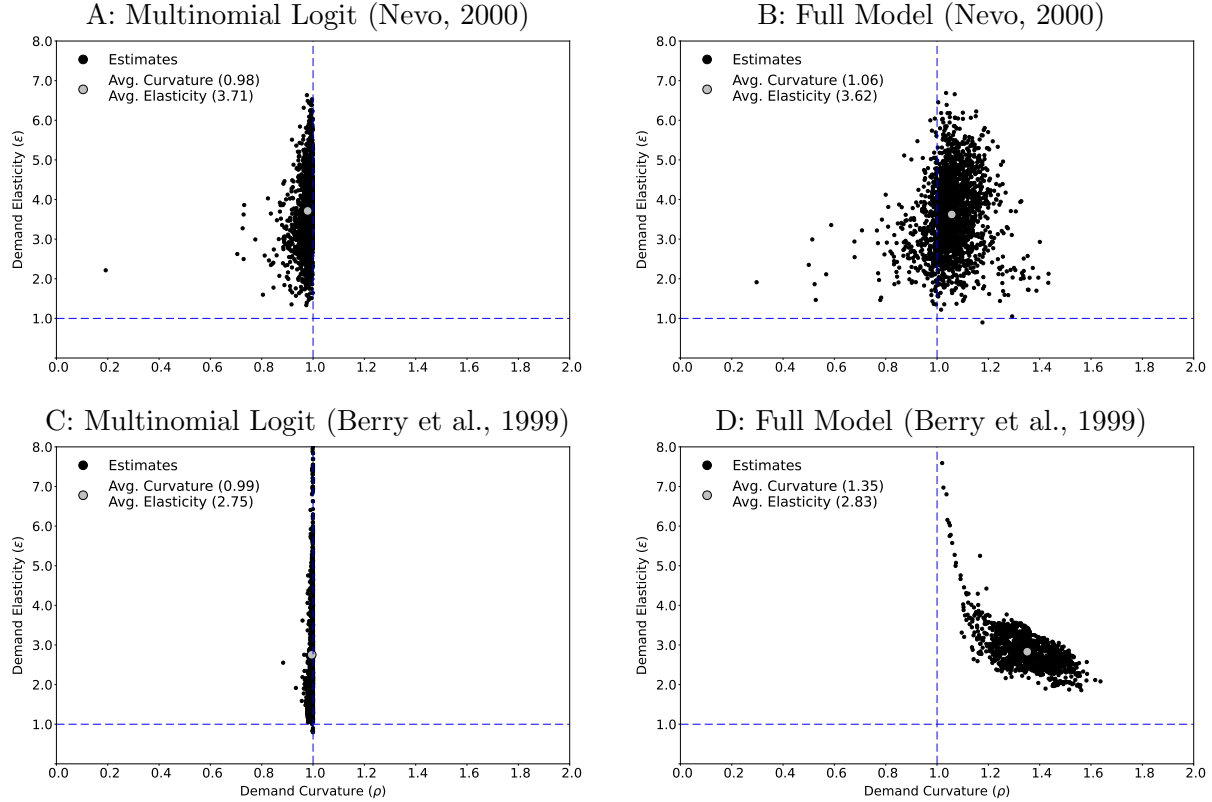 A: Multinomial Logit (Nevo, 2000)
Estimates
Avg. Curvature (0.98)
Avg. Elasticity (3.71)
8.0
7.0
6.0
5.0
4.0
3.0
2.0
1.0
Demand Elasticity (ε)
0.0 0.2 0.4 0.6 0.8 1.0 1.2 1.4 1.6 1.8 2.0
Demand Curvature (ρ)
B: Full Model (Nevo, 2000)
Estimates
Avg. Curvature (1.06)
Avg. Elasticity (3.62)
8.0
7.0
6.0
5.0
4.0
3.0
2.0
1.0
Demand Elasticity (ε)
0.0 0.2 0.4 0.6 0.8 1.0 1.2 1.4 1.6 1.8 2.0
Demand Curvature (ρ)
C: Multinomial Logit (Berry et al., 1999)
Estimates
Avg. Curvature (0.99)
Avg. Elasticity (2.75)
8.0
7.0
6.0
5.0
4.0
3.0
2.0
1.0
Demand Elasticity (ε)
0.0 0.2 0.4 0.6 0.8 1.0 1.2 1.4 1.6 1.8 2.0
Demand Curvature (ρ)
D: Full Model (Berry et al., 1999)
Estimates
Avg. Curvature (1.35)
Avg. Elasticity (2.83)
8.0
7.0
6.0
5.0
4.0
3.0
2.0
1.0
Demand Elasticity (ε)
0.0 0.2 0.4 0.6 0.8 1.0 1.2 1.4 1.6 1.8 2.0
Demand Curvature (ρ)